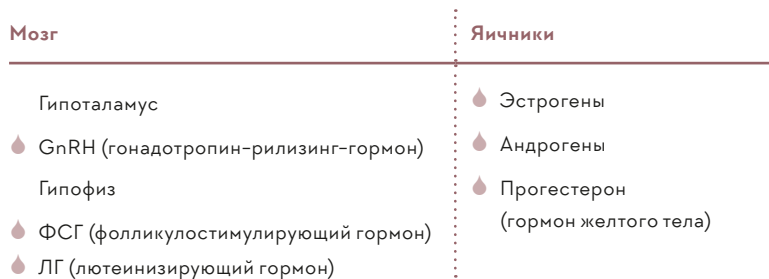 Мозг
Гипоталамус
GnRH (гонадотропин-рилизинг-гормон)
Гипофиз
ФСГ (фолликулостимулирующий гормон)
ЛГ (лютеинизирующий гормон)
Яичники
Эстрогены
Андрогены
Прогестерон
(гормон желтого тела)